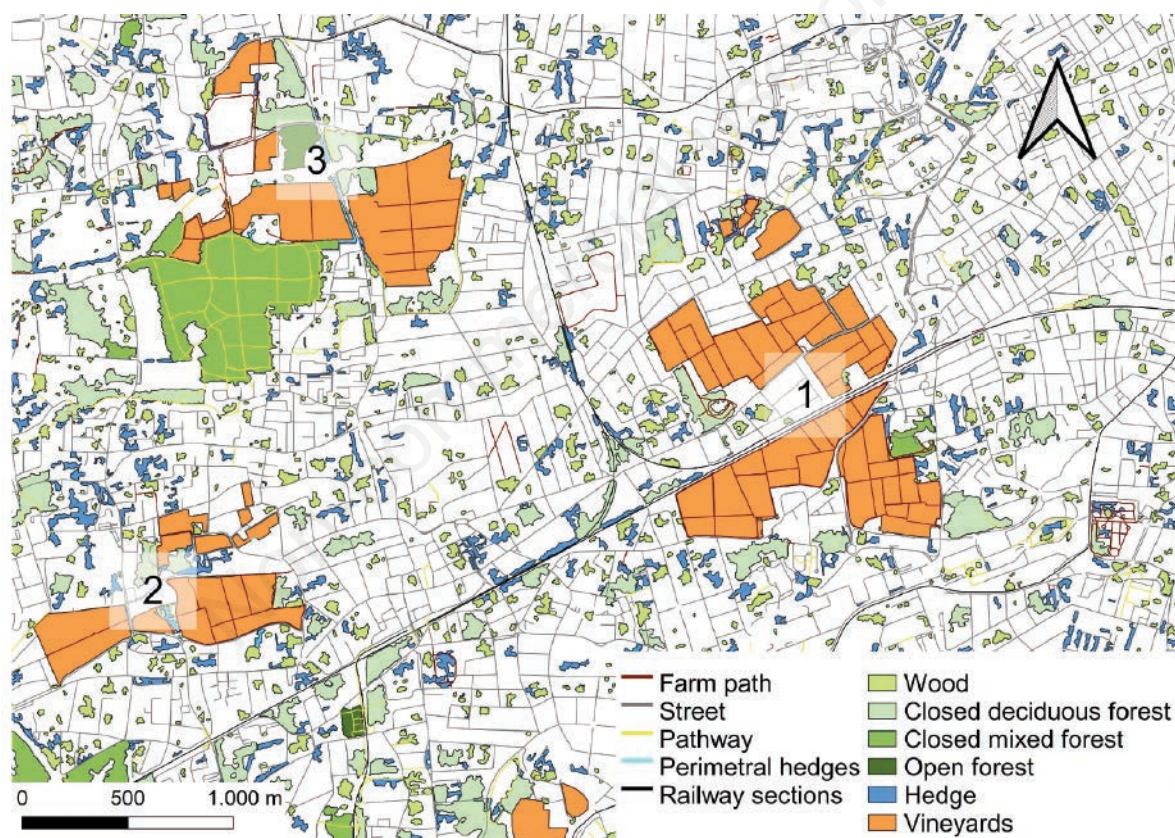 3
1
2
Farm path
Street
Pathway
Perimetral hedges
Railway sections
Wood
Closed deciduous forest
Closed mixed forest
Open forest
Hedge
Vineyards
0 500 1.000 m